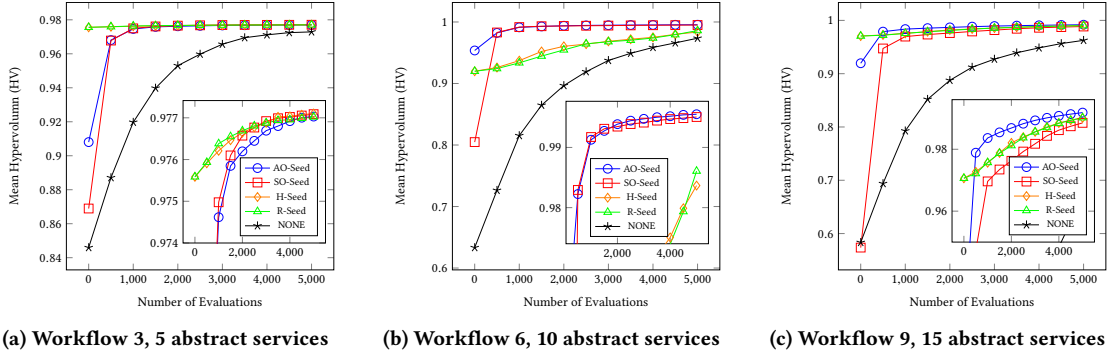 0.98
0.96
0.94
0.92
0.9
0.88
0.86
0.84
Mean Hypervolumn (HV)
0.977
0.976
0.975
0.974
0
2,000
4,000
AO-Seed
SO-Seed
H-Seed
R-Seed
NONE
0
1,000
2,000
3,000
4,000
5,000
Number of Evaluations
(a) Workflow 3, 5 abstract services
1
0.9
0.8
0.7
0.6
Mean Hypervolumn (HV)
0.99
0.98
2,000
4,000
AO-Seed
SO-Seed
H-Seed
R-Seed
NONE
0
1,000
2,000
3,000
4,000
5,000
Number of Evaluations
(b) Workflow 6, 10 abstract services
1
0.9
0.8
0.7
0.6
Mean Hypervolumn (HV)
0.98
0.96
0
2,000
4,000
AO-Seed
SO-Seed
H-Seed
R-Seed
NONE
0
1,000
2,000
3,000
4,000
5,000
Number of Evaluations
(c) Workflow 9, 15 abstract services